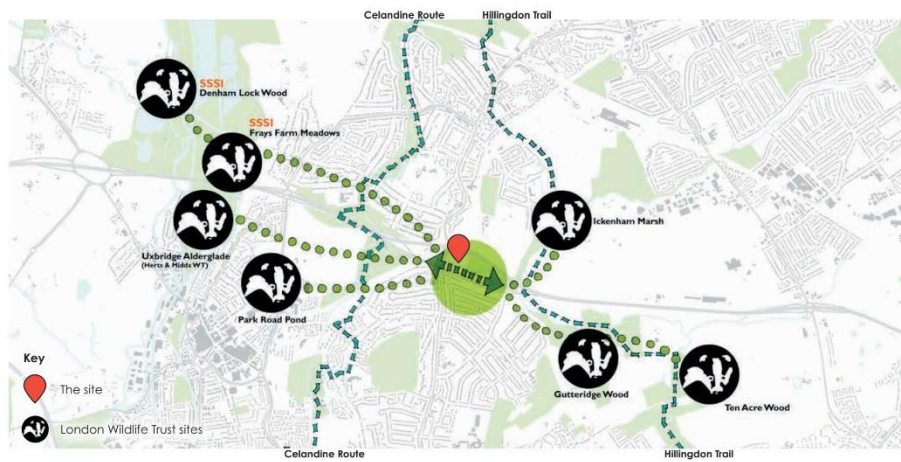 Celandine Route
Hillingdon Trail
SSSI
Denham Lock Wood
SSSI
Frays Farm Meadows
Ickenham Marsh
Uxbridge Alderglade
(Herts & Middx WT)
Park Road Pond
Key
The site
London Wildlife Trust sites
Gutteridge Wood
Ten Acre Wood
Celandine Route
Hillingdon Trail